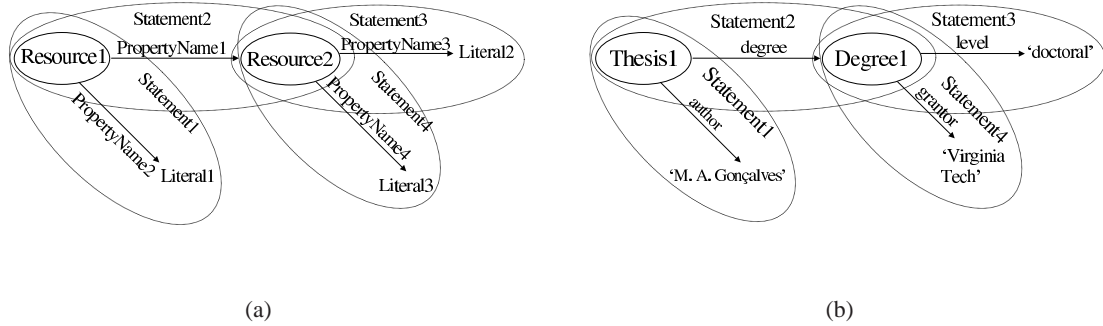 Statement2
Statement3
Resource1
PropertyName1
Resource2
PropertyName3
Literal2
PropertyName2
Statement1
PropertyName4
Statement4
Literal1
Literal3
(a)
Statement2
Statement3
Thesis1
degree
Degree1
level
‘doctoral’
author
Statement1
grantor
Statement4
‘M. A. Gonçalves’
‘Virginia
Tech’
(b)